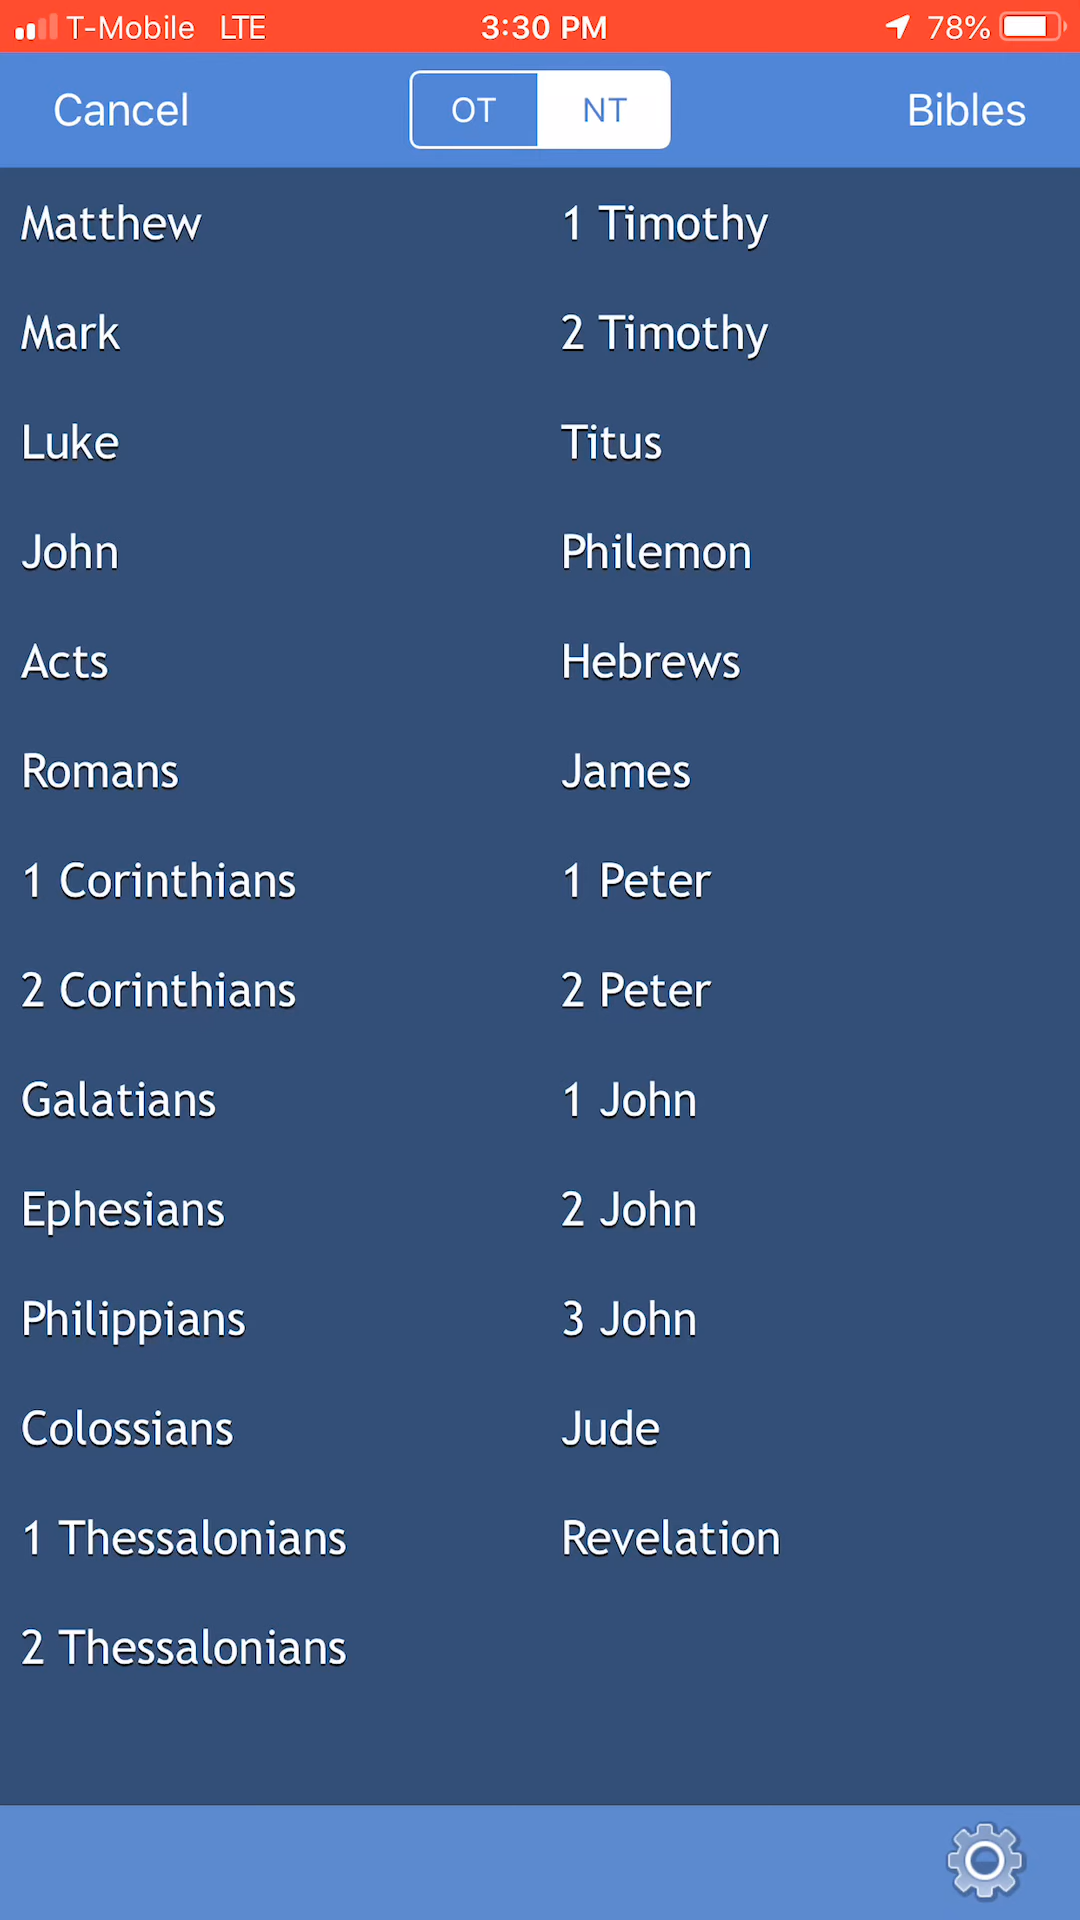 T-Mobile LTE 3:30 PM 78%
Cancel OT NT Bibles
Matthew
Mark
Luke
John
Acts
Romans
1 Corinthians
2 Corinthians
Galatians
Ephesians
Philippians
Colossians
1 Thessalonians
2 Thessalonians
1 Timothy
2 Timothy
Titus
Philemon
Hebrews
James
1 Peter
2 Peter
1 John
2 John
3 John
Jude
Revelation